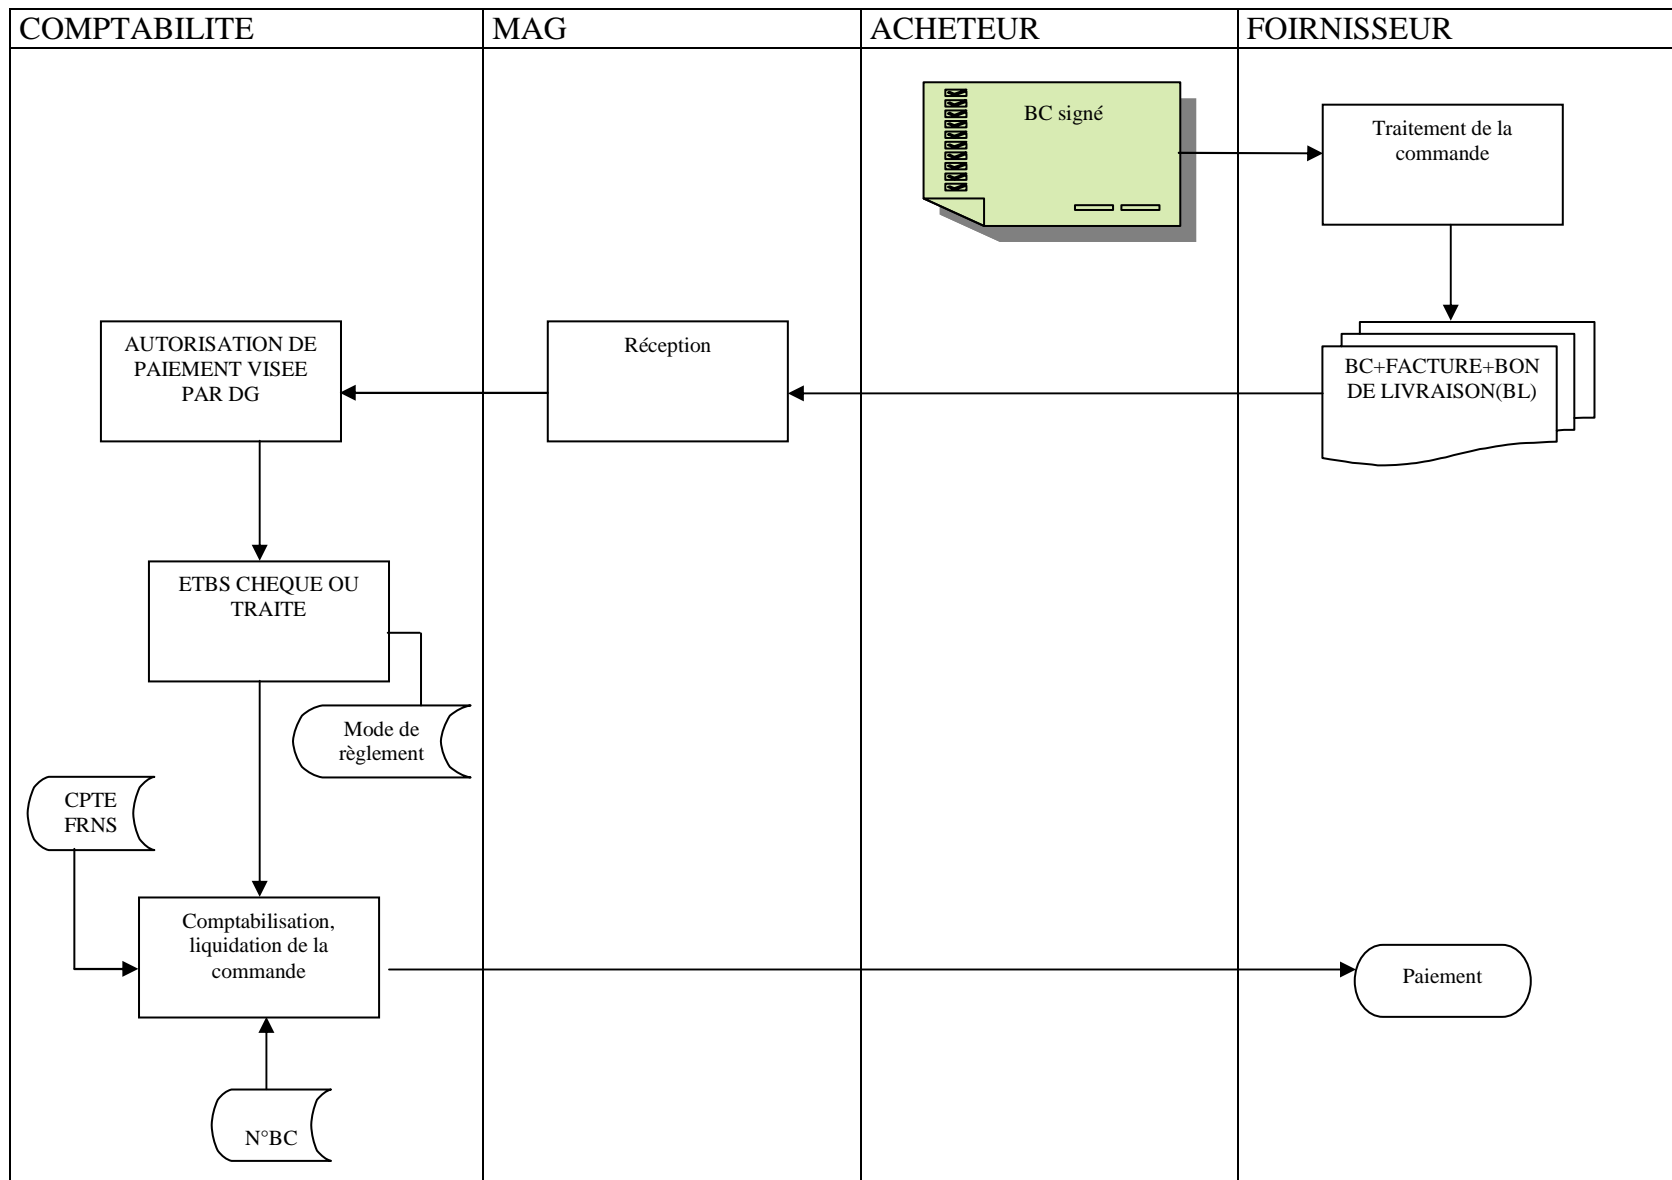 COMPTABILITE
MAG
ACHETEUR
FOIRNISSEUR
BC signé
Traitement de la
commande
AUTORISATION DE
PAIEMENT VISEE
PAR DG
Réception
BC+FACTURE+BON
DE LIVRAISON(BL)
ETBS CHEQUE OU
TRAITE
Mode de
règlement
CPTE
FRNS
Comptabilisation,
liquidation de la
commande
Paiement
N°BC